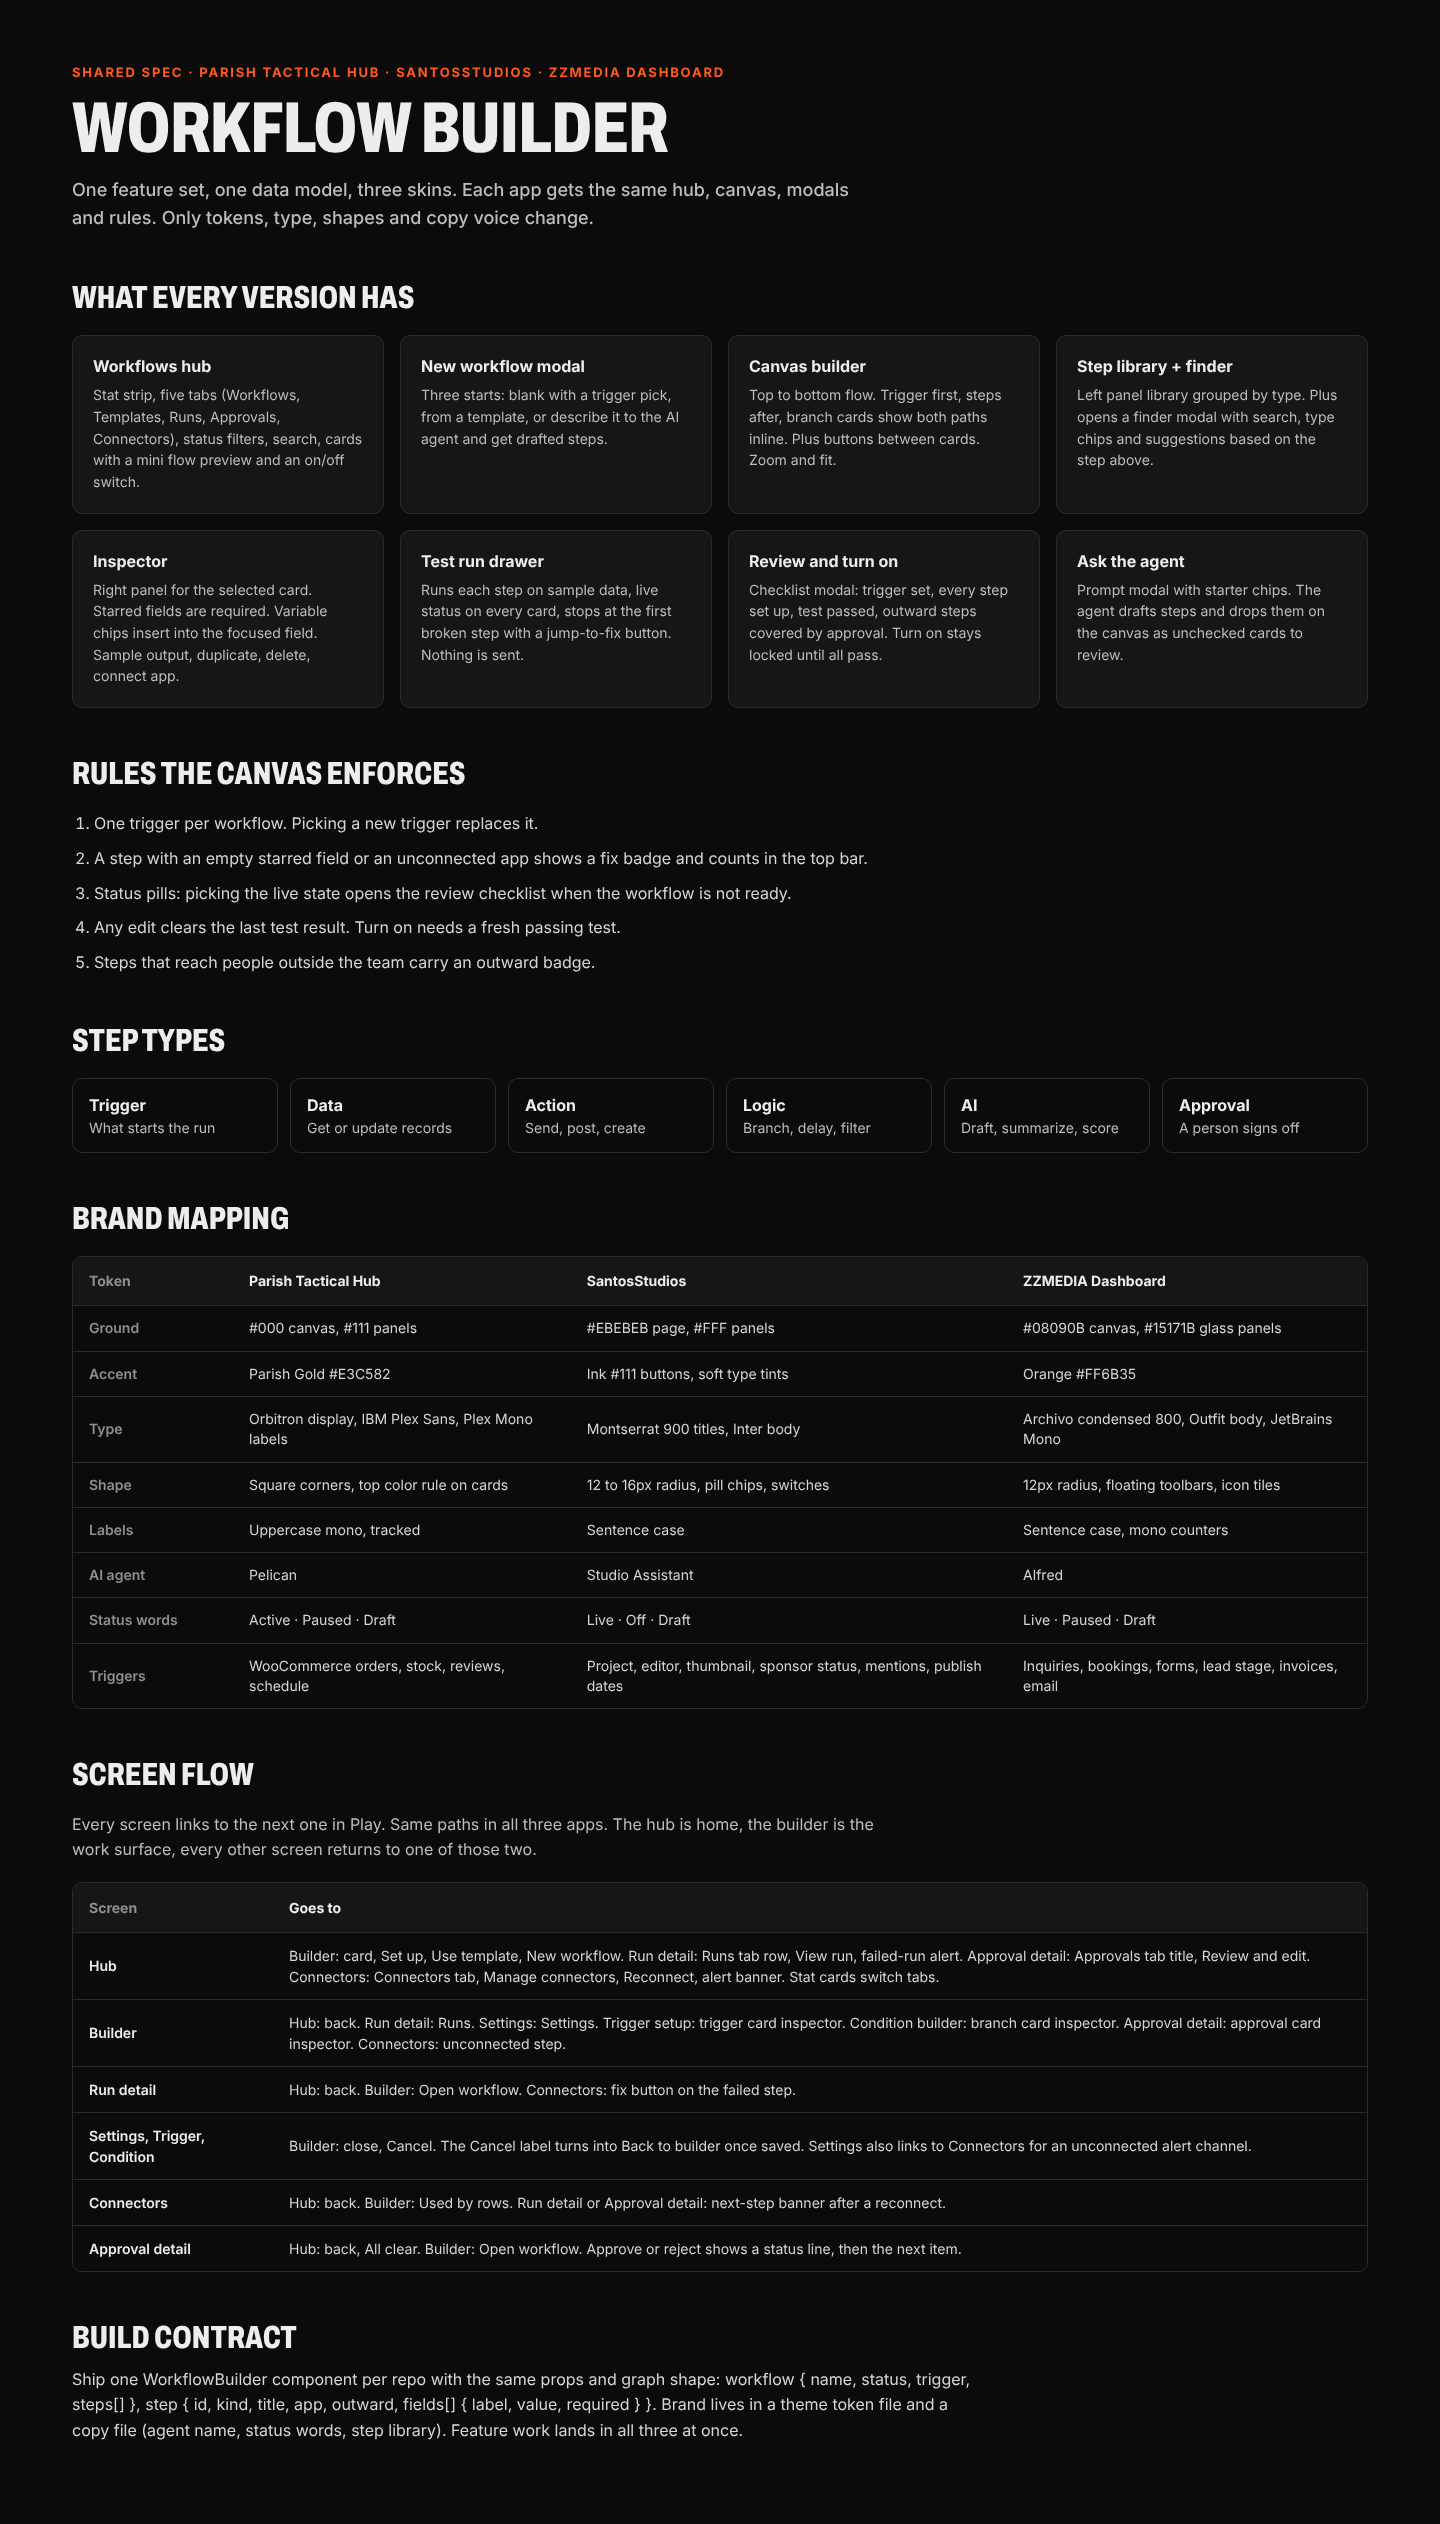 SHARED SPEC · PARISH TACTICAL HUB · SANTOSSTUDIOS · ZZMEDIA DASHBOARD
WORKFLOW BUILDER
One feature set, one data model, three skins. Each app gets the same hub, canvas, modals
and rules. Only tokens, type, shapes and copy voice change.
WHAT EVERY VERSION HAS
Workflows hub
Stat strip, five tabs (Workflows,
Templates, Runs, Approvals,
Connectors), status filters, search, cards
with a mini flow preview and an on/off
switch.
New workflow modal
Three starts: blank with a trigger pick,
from a template, or describe it to the AI
agent and get drafted steps.
Canvas builder
Top to bottom flow. Trigger first, steps
after, branch cards show both paths
inline. Plus buttons between cards.
Zoom and fit.
Step library + finder
Left panel library grouped by type. Plus
opens a finder modal with search, type
chips and suggestions based on the
step above.
Inspector
Right panel for the selected card.
Starred fields are required. Variable
chips insert into the focused field.
Sample output, duplicate, delete,
connect app.
Test run drawer
Runs each step on sample data, live
status on every card, stops at the first
broken step with a jump-to-fix button.
Nothing is sent.
Review and turn on
Checklist modal: trigger set, every step
set up, test passed, outward steps
covered by approval. Turn on stays
locked until all pass.
Ask the agent
Prompt modal with starter chips. The
agent drafts steps and drops them on
the canvas as unchecked cards to
review.
RULES THE CANVAS ENFORCES
1. One trigger per workflow. Picking a new trigger replaces it.
2. A step with an empty starred field or an unconnected app shows a fix badge and counts in the top bar.
3. Status pills: picking the live state opens the review checklist when the workflow is not ready.
4. Any edit clears the last test result. Turn on needs a fresh passing test.
5. Steps that reach people outside the team carry an outward badge.
STEP TYPES
Trigger
What starts the run
Data
Get or update records
Action
Send, post, create
Logic
Branch, delay, filter
AI
Draft, summarize, score
Approval
A person signs off
BRAND MAPPING
Token Parish Tactical Hub SantosStudios ZZMEDIA Dashboard
Ground #000 canvas, #111 panels #EBEBEB page, #FFF panels #08090B canvas, #15171B glass panels
Accent Parish Gold #E3C582 Ink #111 buttons, soft type tints Orange #FF6B35
Type
Orbitron display, IBM Plex Sans, Plex Mono
labels
Montserrat 900 titles, Inter body
Archivo condensed 800, Outfit body, JetBrains
Mono
Shape Square corners, top color rule on cards 12 to 16px radius, pill chips, switches 12px radius, floating toolbars, icon tiles
Labels Uppercase mono, tracked Sentence case Sentence case, mono counters
AI agent Pelican Studio Assistant Alfred
Status words Active · Paused · Draft Live · Off · Draft Live · Paused · Draft
Triggers
WooCommerce orders, stock, reviews,
schedule
Project, editor, thumbnail, sponsor status, mentions, publish
dates
Inquiries, bookings, forms, lead stage, invoices,
email
SCREEN FLOW
Every screen links to the next one in Play. Same paths in all three apps. The hub is home, the builder is the
work surface, every other screen returns to one of those two.
Screen Goes to
Hub
Builder: card, Set up, Use template, New workflow. Run detail: Runs tab row, View run, failed-run alert. Approval detail: Approvals tab title, Review and edit.
Connectors: Connectors tab, Manage connectors, Reconnect, alert banner. Stat cards switch tabs.
Builder
Hub: back. Run detail: Runs. Settings: Settings. Trigger setup: trigger card inspector. Condition builder: branch card inspector. Approval detail: approval card
inspector. Connectors: unconnected step.
Run detail Hub: back. Builder: Open workflow. Connectors: fix button on the failed step.
Settings, Trigger,
Condition
Builder: close, Cancel. The Cancel label turns into Back to builder once saved. Settings also links to Connectors for an unconnected alert channel.
Connectors Hub: back. Builder: Used by rows. Run detail or Approval detail: next-step banner after a reconnect.
Approval detail Hub: back, All clear. Builder: Open workflow. Approve or reject shows a status line, then the next item.
BUILD CONTRACT
Ship one WorkflowBuilder component per repo with the same props and graph shape: workflow { name, status, trigger,
steps[] }, step { id, kind, title, app, outward, fields[] { label, value, required } }. Brand lives in a theme token file and a
copy file (agent name, status words, step library). Feature work lands in all three at once.